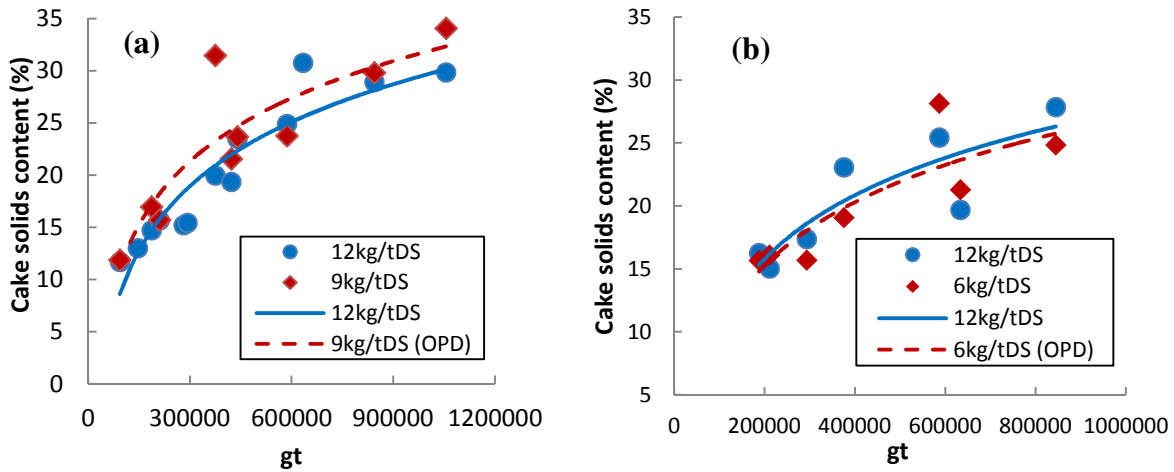 (a)
Cake solids content (%)
35
30
25
20
15
10
5
0
12kg/tDS
9kg/tDS
12kg/tDS
9kg/tDS (OPD)
0 300000 600000 900000 1200000
gt
(b)
Cake solids content (%)
35
30
25
20
15
10
5
12kg/tDS
6kg/tDS
12kg/tDS
6kg/tDS (OPD)
0 200000 400000 600000 800000 1000000
gt